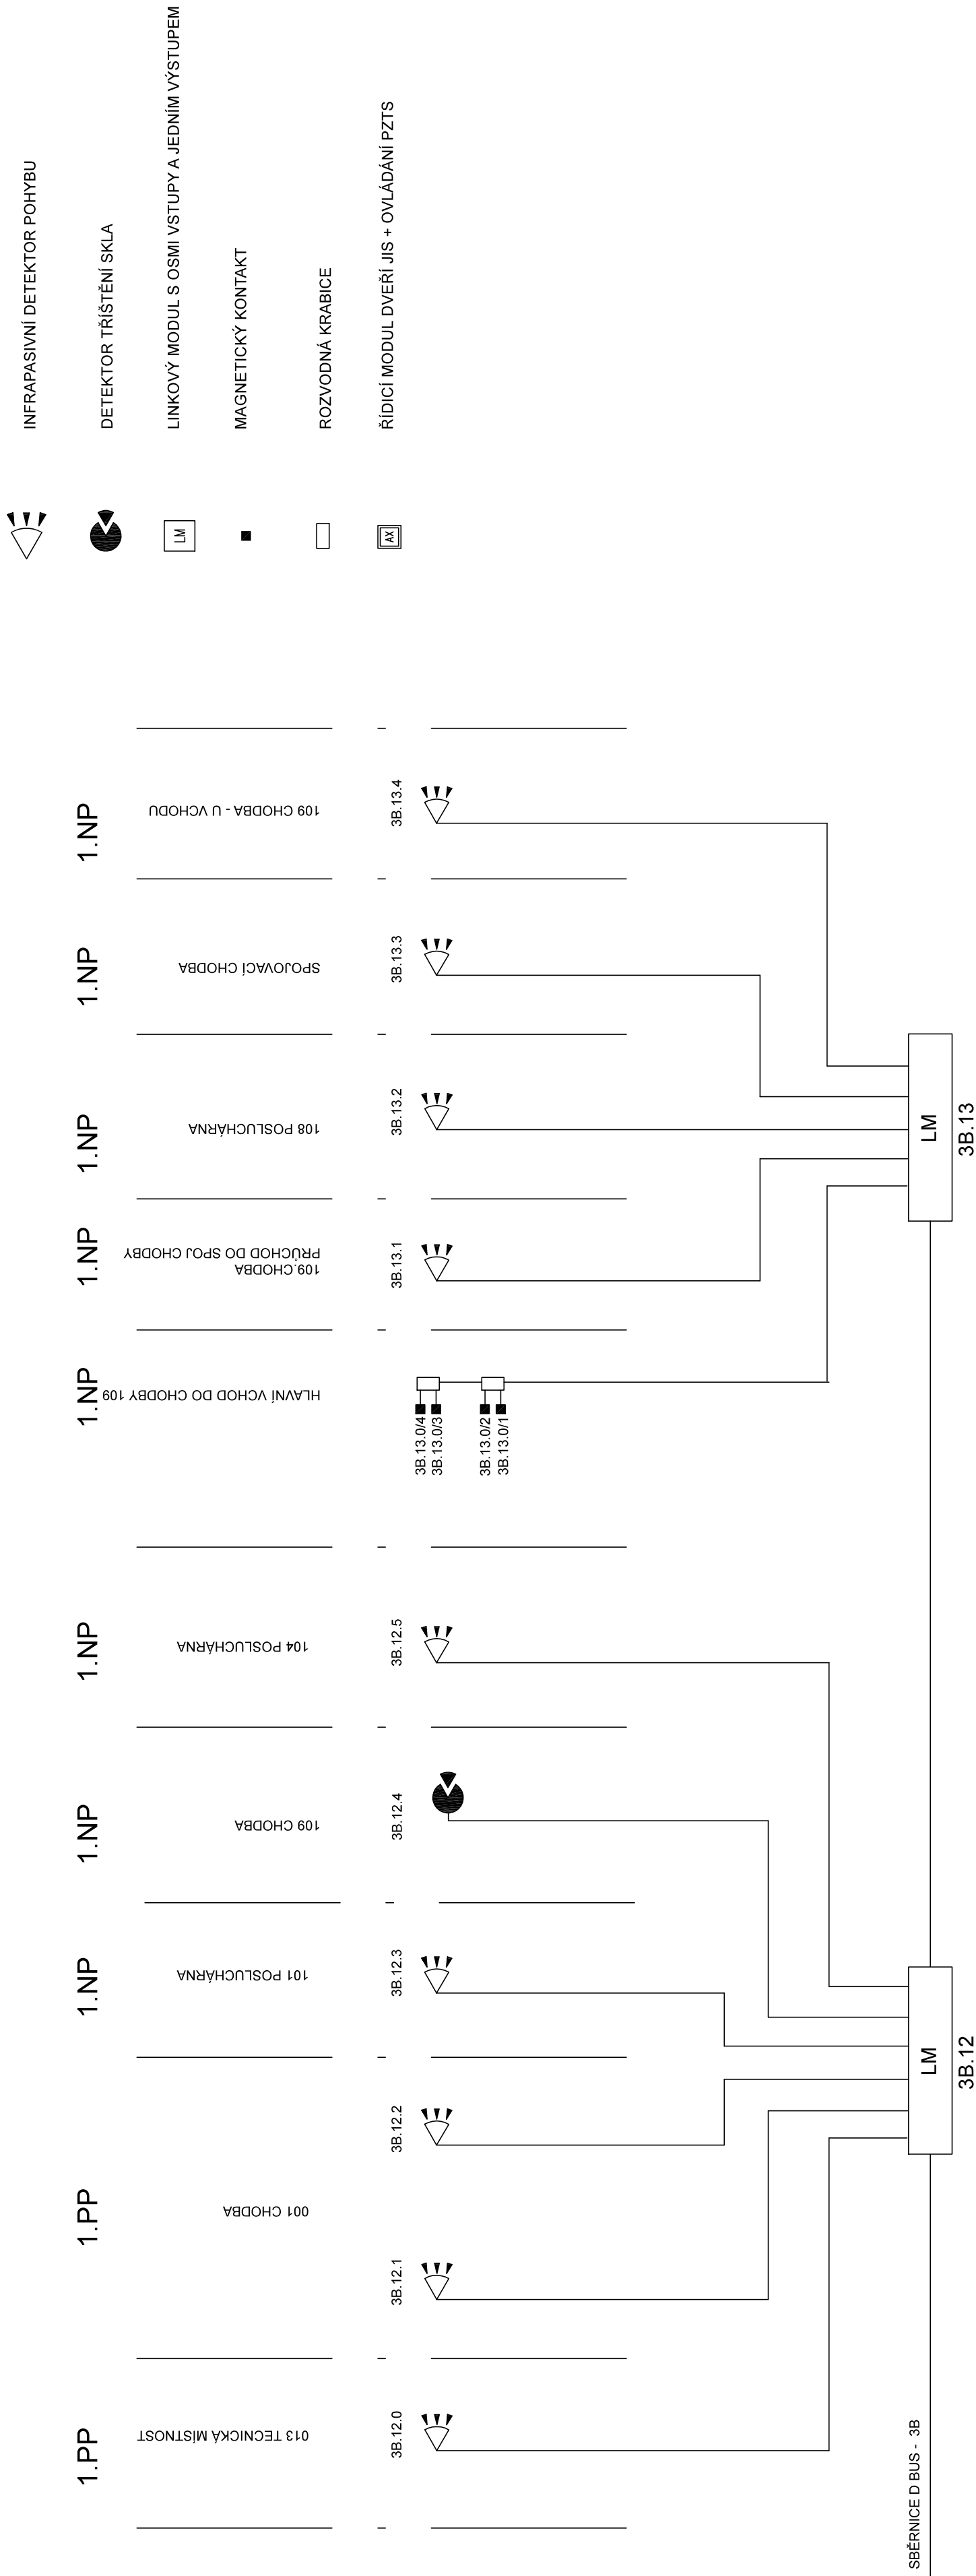 INFRAPASIVNÍ DETEKTOR POHYBU
DETEKTOR TŘÍŠTĚNÍ SKLA
LM
LINKOVÝ MODUL S OSMI VSTUPY A JEDNÍM VÝSTUPEM
MAGNETICKÝ KONTAKT
ROZVODNÁ KRABICE
AX
ŘÍDICÍ MODUL DVEŘÍ JIS + OVLÁDÁNÍ PZTS
1.PP
1.PP
1.NP
1.NP
1.NP
1.NP
1.NP
1.NP
1.NP
1.NP
013 TECNICKÁ MÍSTNOST
001 CHODBA
101 POSLUCHÁRNA
109 CHODBA
104 POSLUCHÁRNA
HLAVNÍ VCHOD DO CHODBY 109
109.CHODBA
PRŮCHOD DO SPOJ CHODBY
108 POSLUCHÁRNA
SPOJOVACÍ CHODBA
109 CHODBA - U VCHODU
3B.12.0
3B.12.1
3B.12.2
3B.12.3
3B.12.4
3B.12.5
3B.13.0/4
3B.13.0/3
3B.13.0/2
3B.13.0/1
3B.13.1
3B.13.2
3B.13.3
3B.13.4
SBĚRNICE D BUS - 3B
LM
3B.12
LM
3B.13